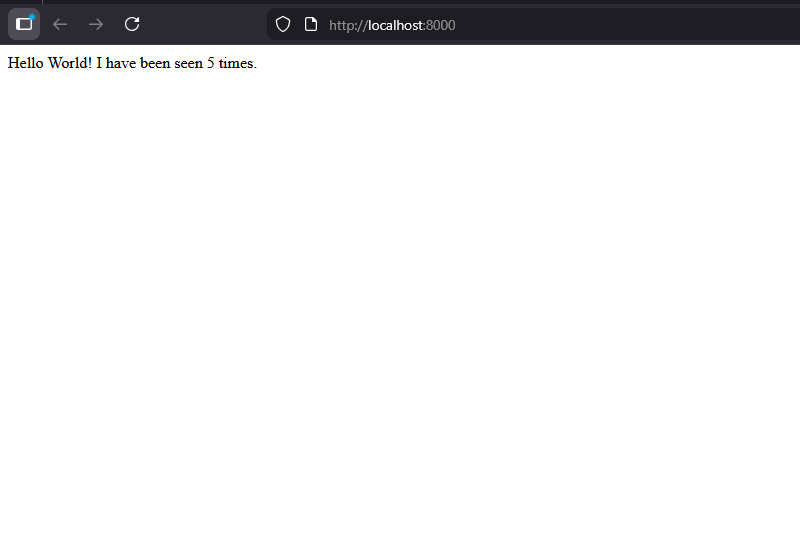 http://localhost:8000
Hello World! I have been seen 5 times.